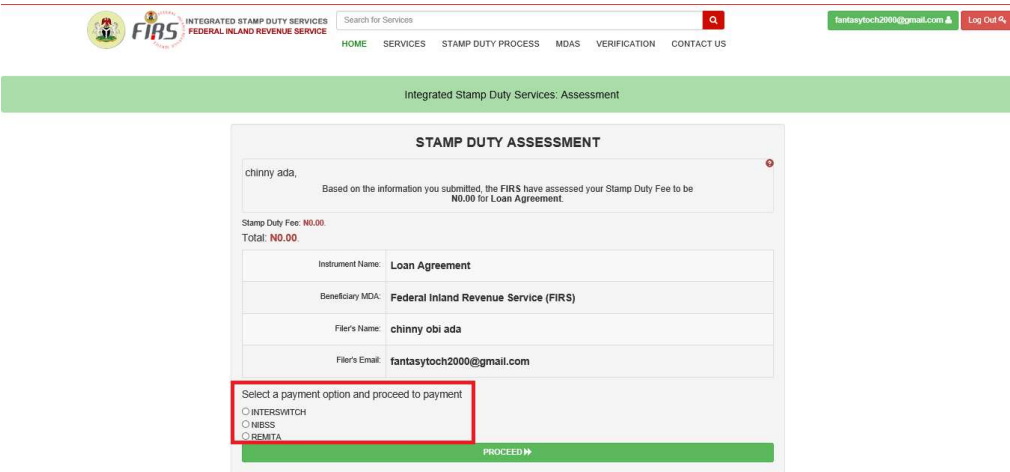 FIRS
INTEGRATED STAMP DUTY SERVICES
FEDERAL INLAND REVENUE SERVICE
Search for Services
fantasytoch2000@gmail.com
Log Out
HOME SERVICES STAMP DUTY PROCESS MDAS VERIFICATION CONTACT US
Integrated Stamp Duty Services: Assessment
STAMP DUTY ASSESSMENT
chinny ada,
Based on the information you submitted, the FIRS have assessed your Stamp Duty Fee to be
N0.00 for Loan Agreement.
Stamp Duty Fee: N0.00.
Total: N0.00.
Instrument Name: Loan Agreement
Beneficiary MDA: Federal Inland Revenue Service (FIRS)
Filer's Name: chinny obi ada
Filer's Email: fantasytoch2000@gmail.com
Select a payment option and proceed to payment
INTERSWITCH
NIBSS
REMITA
PROCEED